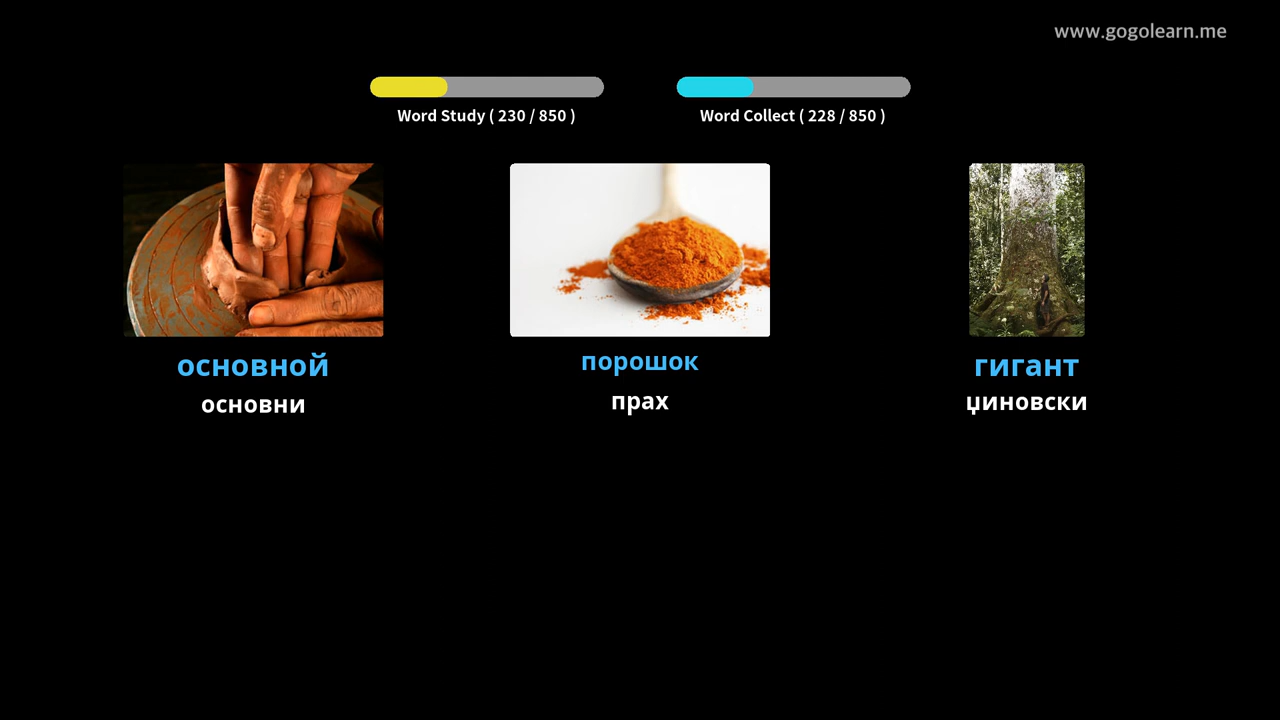 www.gogolearn.me
Word Study ( 230 / 850 )
Word Collect ( 228 / 850 )
основной
основни
порошок
прах
гигант
џиновски